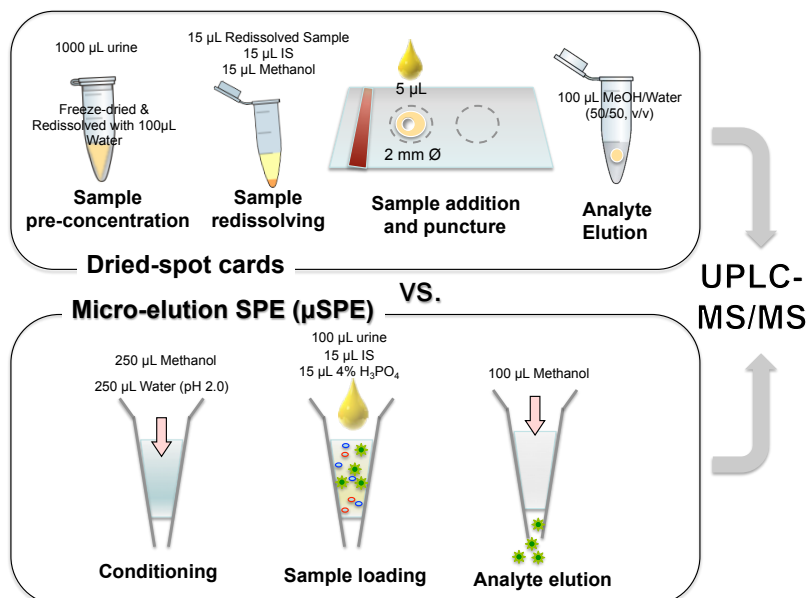 1000 µL urine
Freeze-dried &
Redissolved with 100µL
Water
Sample
pre-concentration
15 µL Redissolved Sample
15 µL IS
15 µL Methanol
Sample
redissolving
5 µL
2 mm Ø
Sample addition
and puncture
100 µL MeOH/Water
(50/50, v/v)
Analyte
Elution
Dried-spot cards
vs.
Micro-elution SPE (µSPE)
250 µL Methanol
250 µL Water (pH 2.0)
Conditioning
100 µL urine
15 µL IS
15 µL 4% H₃PO₄
Sample loading
100 µL Methanol
Analyte elution
UPLC-
MS/MS